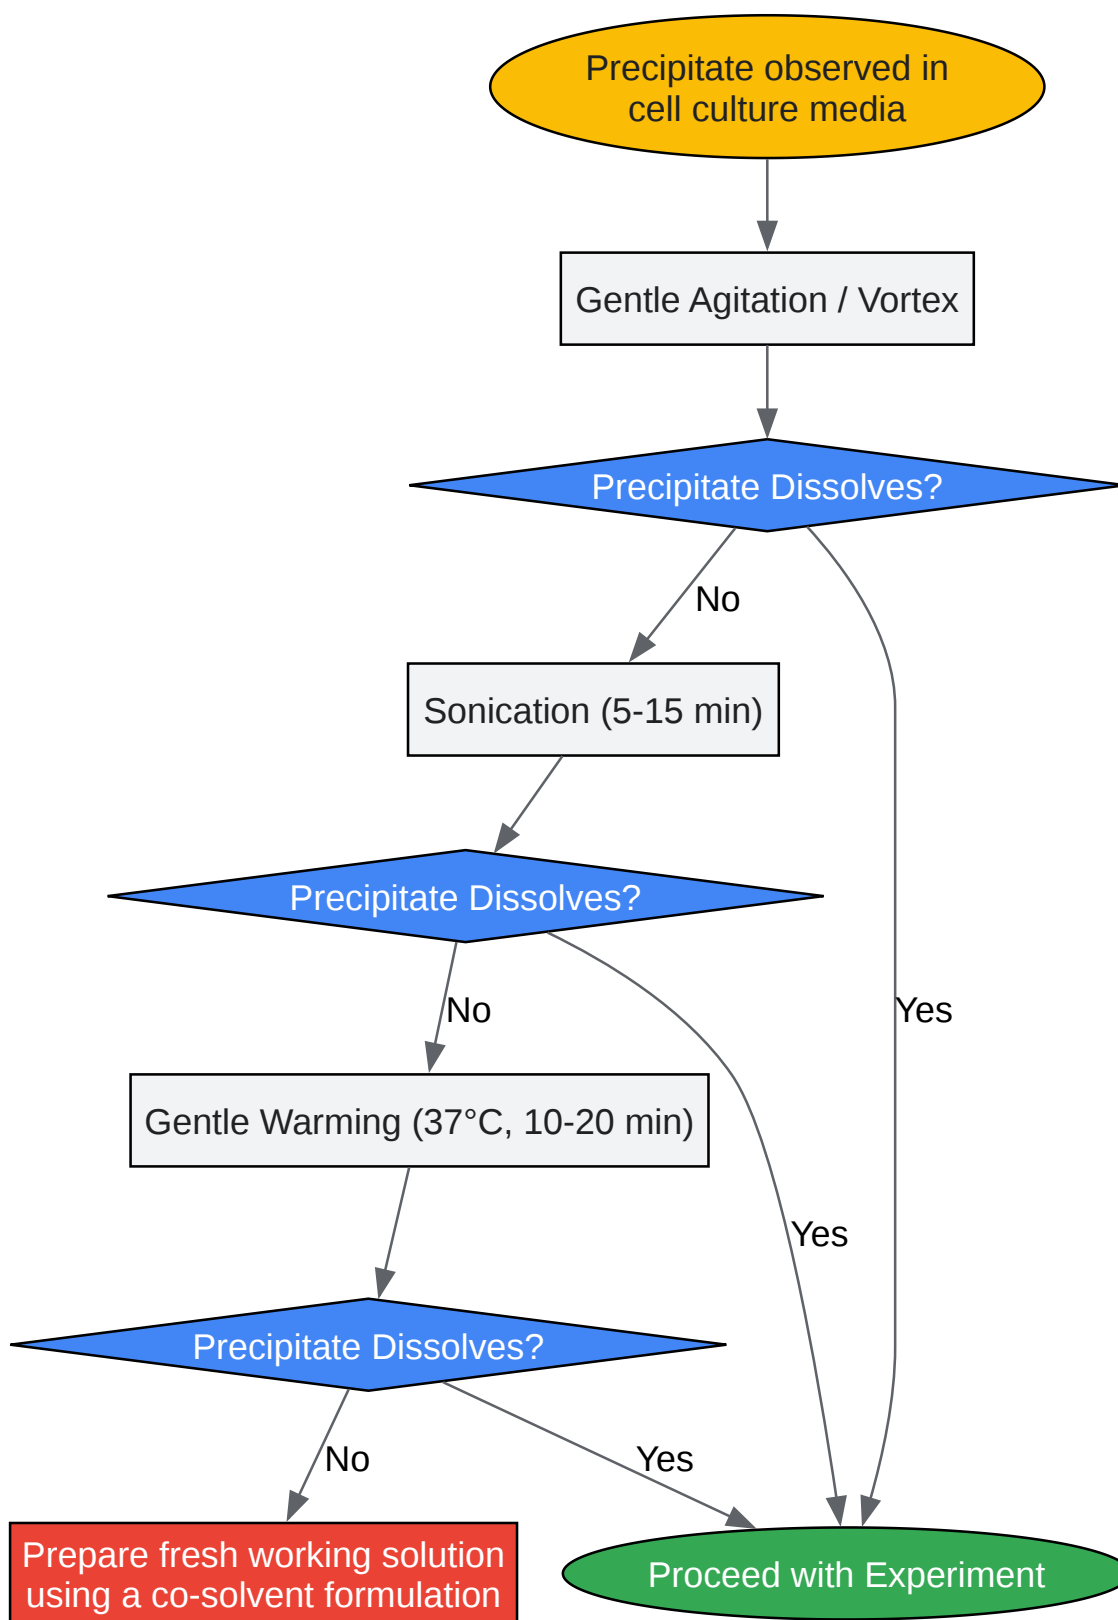 Precipitate observed in
cell culture media
Gentle Agitation / Vortex
Precipitate Dissolves?
No
Sonication (5-15 min)
Precipitate Dissolves?
No
Yes
Gentle Warming (37°C, 10-20 min)
Yes
Precipitate Dissolves?
No
Yes
Prepare fresh working solution
using a co-solvent formulation
Proceed with Experiment